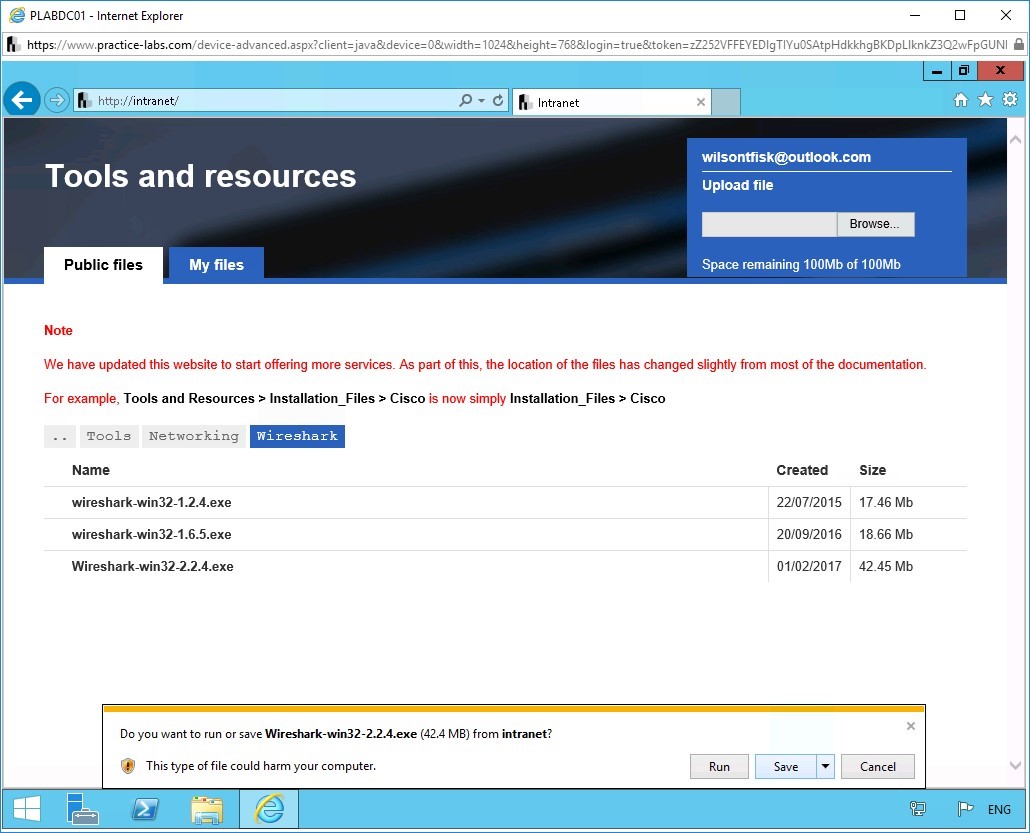 PLABDC01 - Internet Explorer
https://www.practice-labs.com/device-advanced.aspx?client=java&device=0&width=1024&height=768&login=true&token=
http://intranet/
Intranet
Tools and resources
wilsontfisk@outlook.com
Upload file
Browse...
Space remaining 100Mb of 100Mb
Public files My files
Note
We have updated this website to start offering more services. As part of this, the location of the files has changed slightly from most of the documentation.
For example, Tools and Resources > Installation_Files > Cisco is now simply Installation_Files > Cisco
.. Tools Networking Wireshark
Name Created Size
wireshark-win32-1.2.4.exe 22/07/2015 17.46 Mb
wireshark-win32-1.6.5.exe 20/09/2016 18.66 Mb
Wireshark-win32-2.2.4.exe 01/02/2017 42.45 Mb
Do you want to run or save Wireshark-win32-2.2.4.exe (42.4 MB) from intranet?
This type of file could harm your computer.
Run Save Cancel
ENG